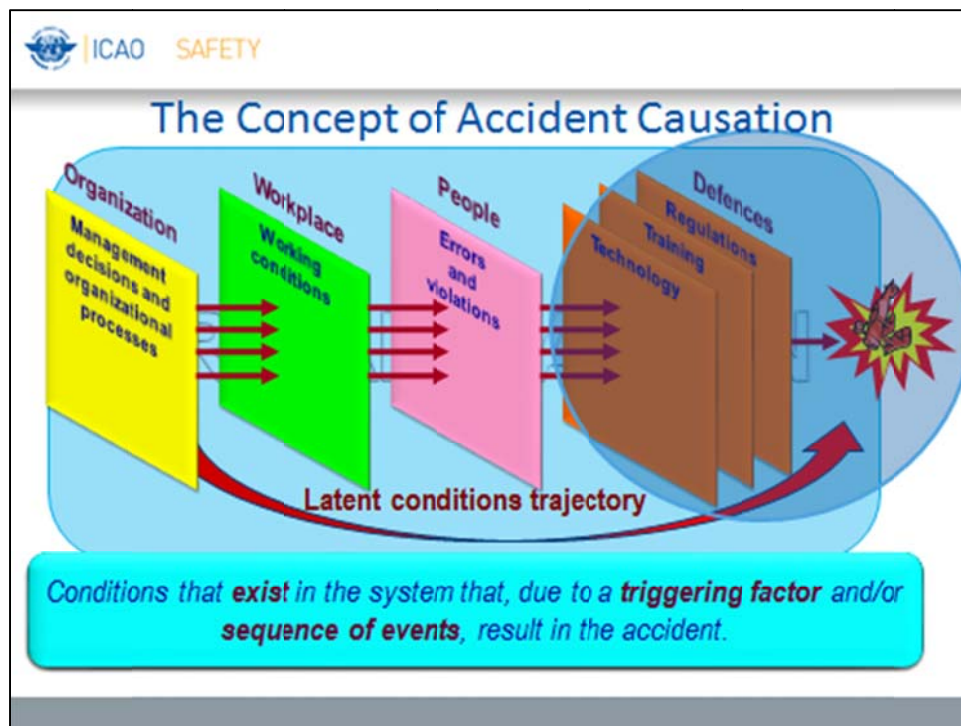 ICAO SAFETY
The Concept of Accident Causation
Organization
Management
decisions and
organizational
processes
Workplace
Working
conditions
People
Errors
and
violations
Defences
Regulations
Training
Technology
Latent conditions trajectory
Conditions that exist in the system that, due to a triggering factor and/or
sequence of events, result in the accident.